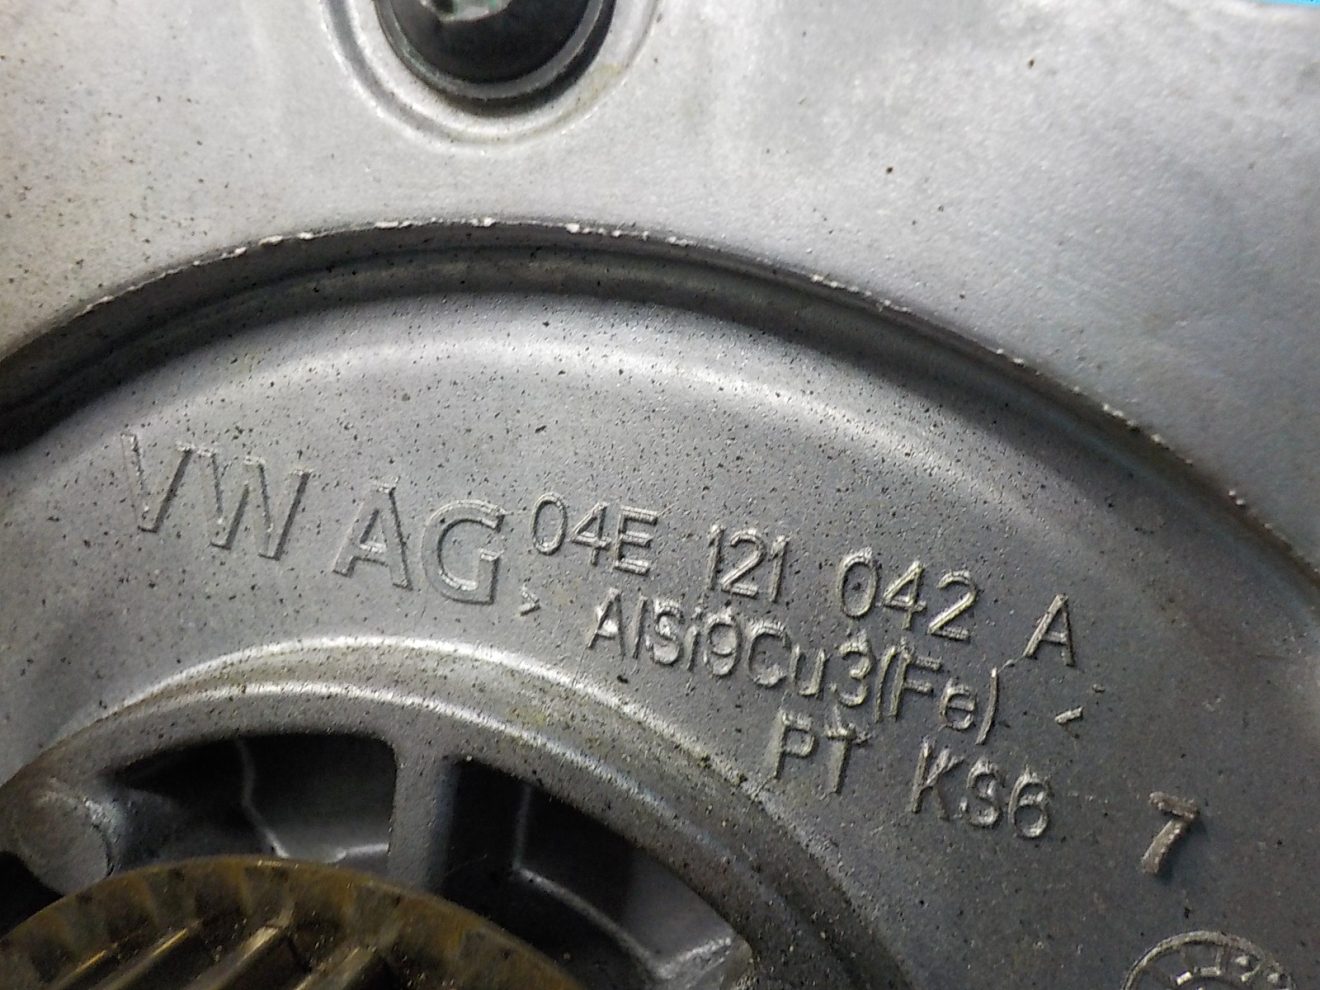 VW AG 04E 121 042 A
> AlSi9Cu3(Fe) <
PT KS6
7